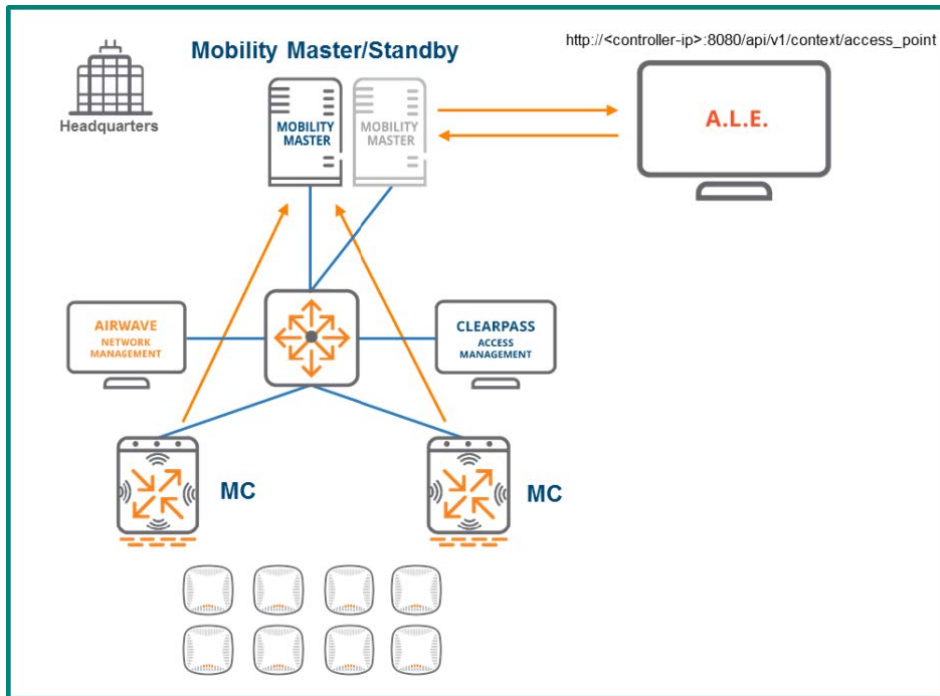 Mobility Master/Standby
http://<controller-ip>:8080/api/v1/context/access_point
Headquarters
MOBILITY
MASTER
MOBILITY
MASTER
A.L.E.
AIRWAVE
NETWORK
MANAGEMENT
CLEARPASS
ACCESS
MANAGEMENT
MC
MC